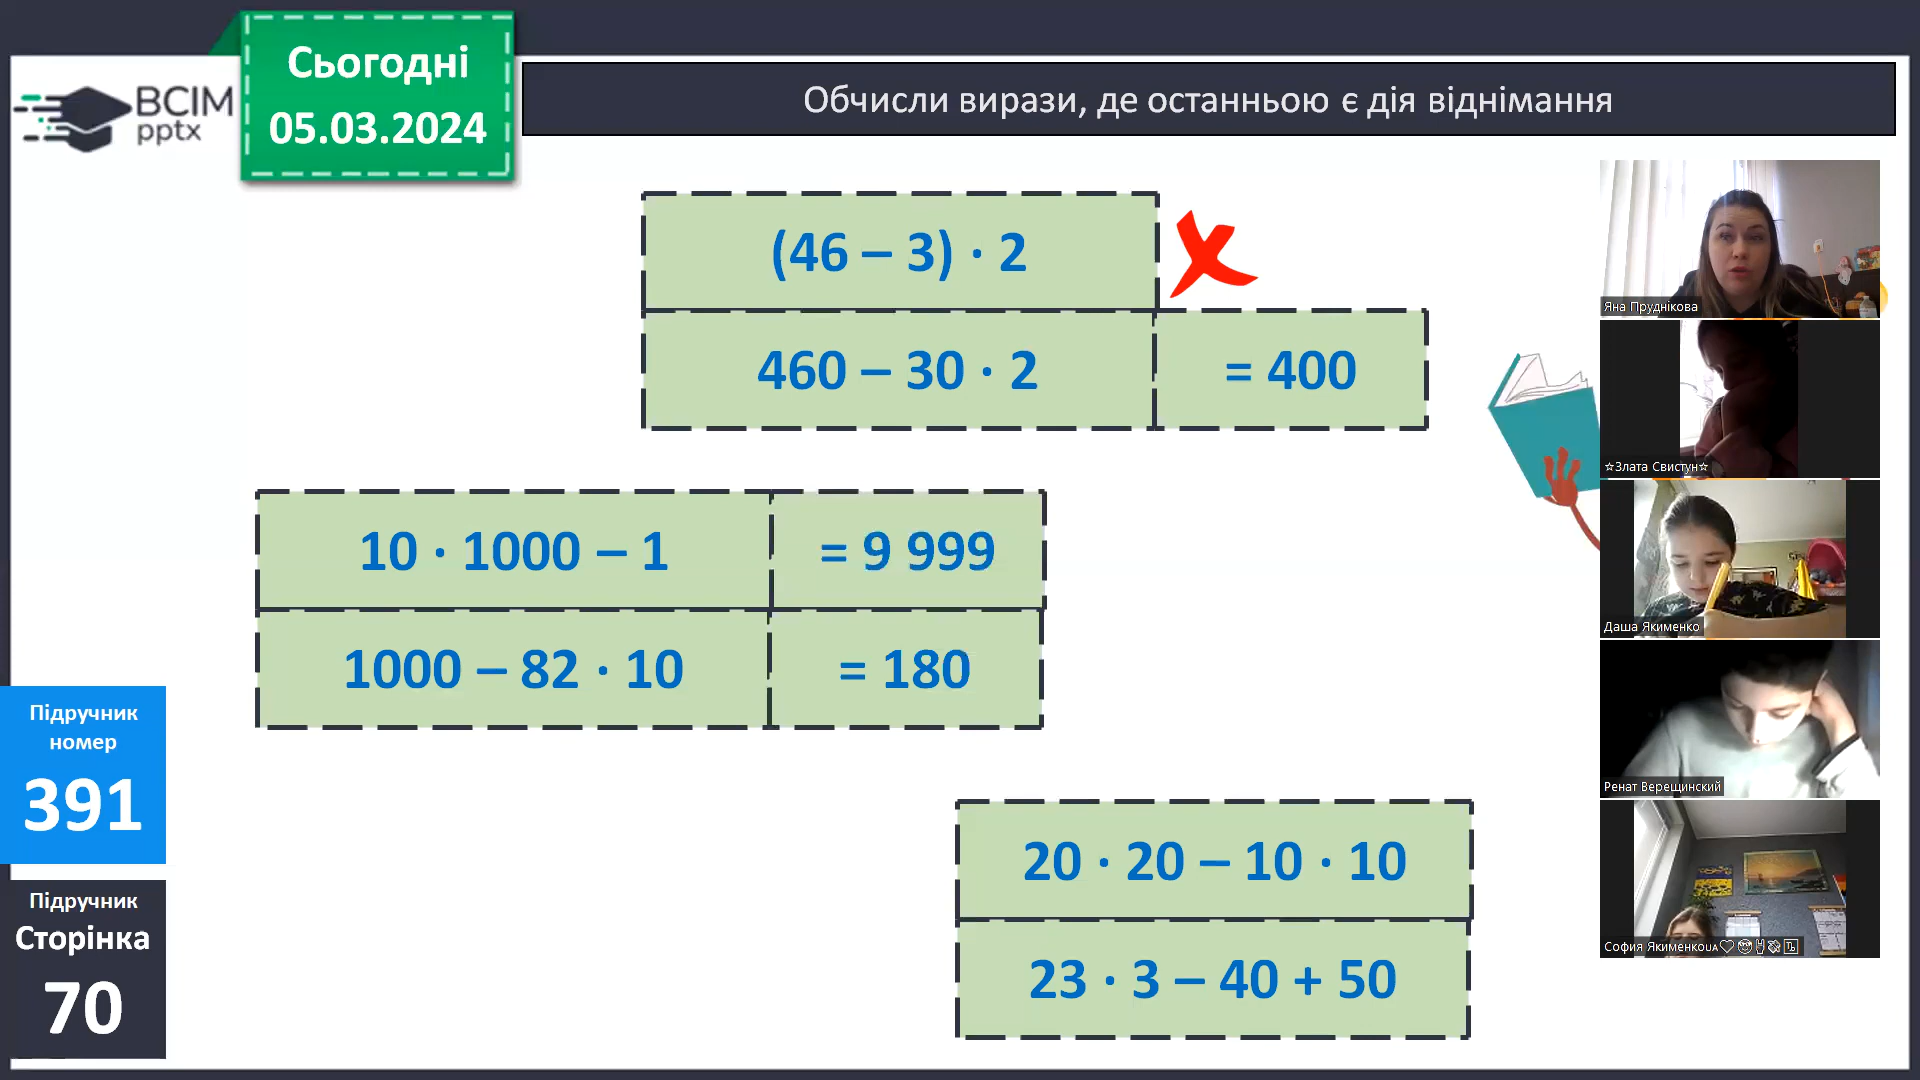 Сьогодні
05.03.2024
ВСІМ
pptx
Обчисли вирази, де останньою є дія віднімання
(46 – 3) · 2
460 – 30 · 2 = 400
10 · 1000 – 1 = 9 999
1000 – 82 · 10 = 180
20 · 20 – 10 · 10
23 · 3 – 40 + 50
Підручник
номер
391
Підручник
Сторінка
70
Яна Пруднікова
☆Злата Свистун☆
Даша Якименко
Ренат Верещинский
София Якименкоua